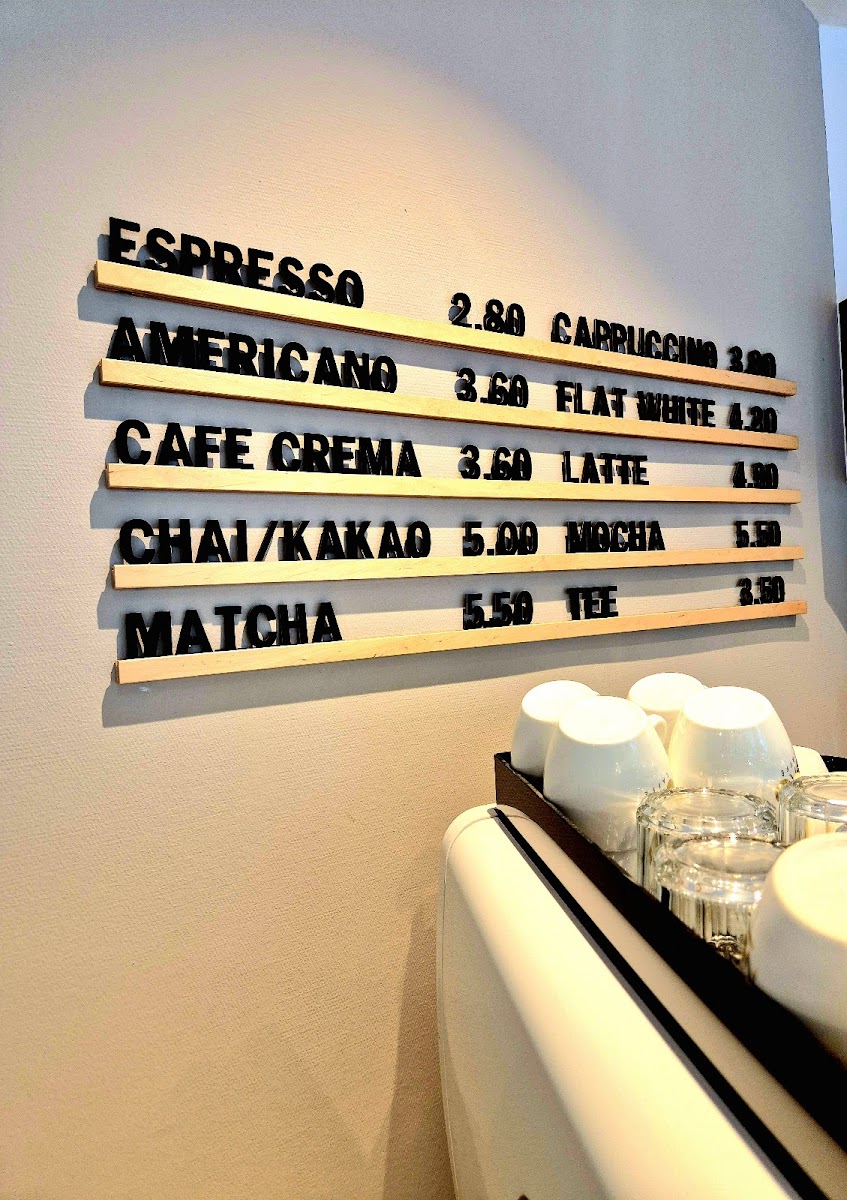 ESPRESSO 2.80 CAPPUCCINO 3.80
AMERICANO 3.60 FLAT WHITE 4.20
CAFE CREMA 3.60 LATTE 4.80
CHAI/KAKAO 5.00 MOCHA 5.50
MATCHA 5.50 TEE 3.50